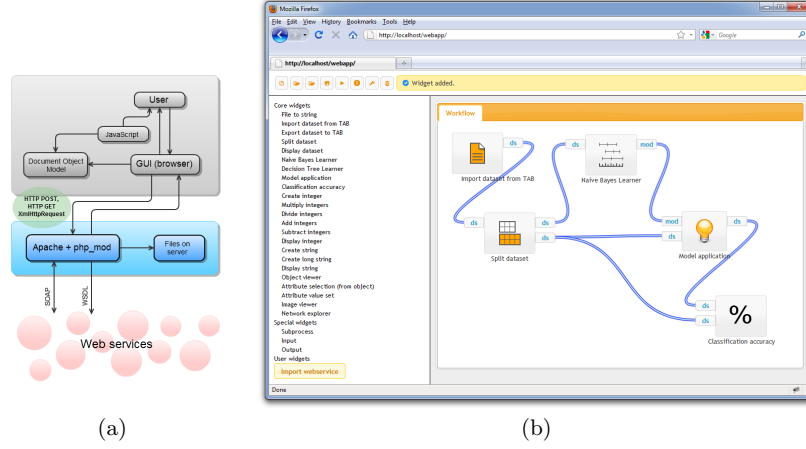 User
JavaScript
Document Object
Model
GUI (browser)
HTTP POST,
HTTP GET
XmlHttpRequest
Apache + php_mod
Files on
server
SOAP
WSDL
Web services
(a)
Mozilla Firefox
File Edit View History Bookmarks Tools Help
http://localhost/webapp/
Google
http://localhost/webapp/
Widget added.
Core widgets
File to string
Import dataset from TAB
Export dataset to TAB
Split dataset
Display dataset
Naive Bayes Learner
Decision Tree Learner
Model application
Classification accuracy
Create integer
Multiply integers
Divide integers
Add integers
Subtract integers
Display integer
Create string
Create long string
Display string
Object viewer
Attribute selection (from object)
Attribute value set
Image viewer
Network explorer
Special widgets
Subprocess
Input
Output
User widgets
Import webservice
Done
Workflow
ds
Import dataset from TAB
ds
mod
Naive Bayes Learner
ds
ds
ds
Split dataset
mod
ds
ds
Model application
ds
ds
%
Classification accuracy
(b)